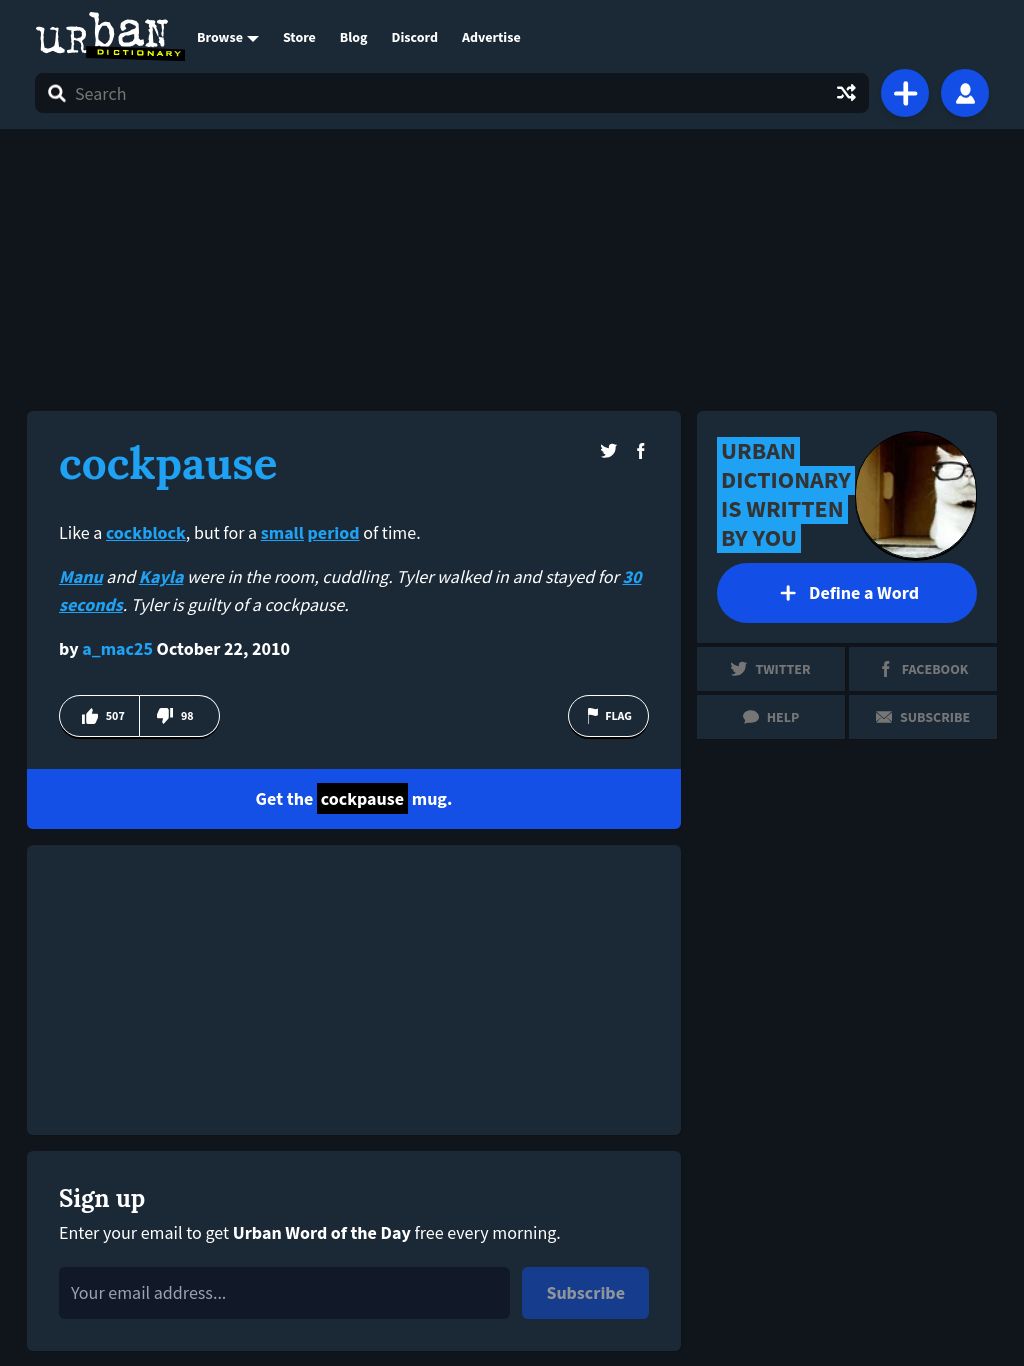 urban
DICTIONARY
Browse Store Blog Discord Advertise
Search
cockpause
Like a cockblock, but for a small period of time.
Manu and Kayla were in the room, cuddling. Tyler walked in and stayed for 30
seconds. Tyler is guilty of a cockpause.
by a_mac25 October 22, 2010
507 98 FLAG
Get the cockpause mug.
URBAN
DICTIONARY
IS WRITTEN
BY YOU
Define a Word
TWITTER FACEBOOK
HELP SUBSCRIBE
Sign up
Enter your email to get Urban Word of the Day free every morning.
Your email address... Subscribe